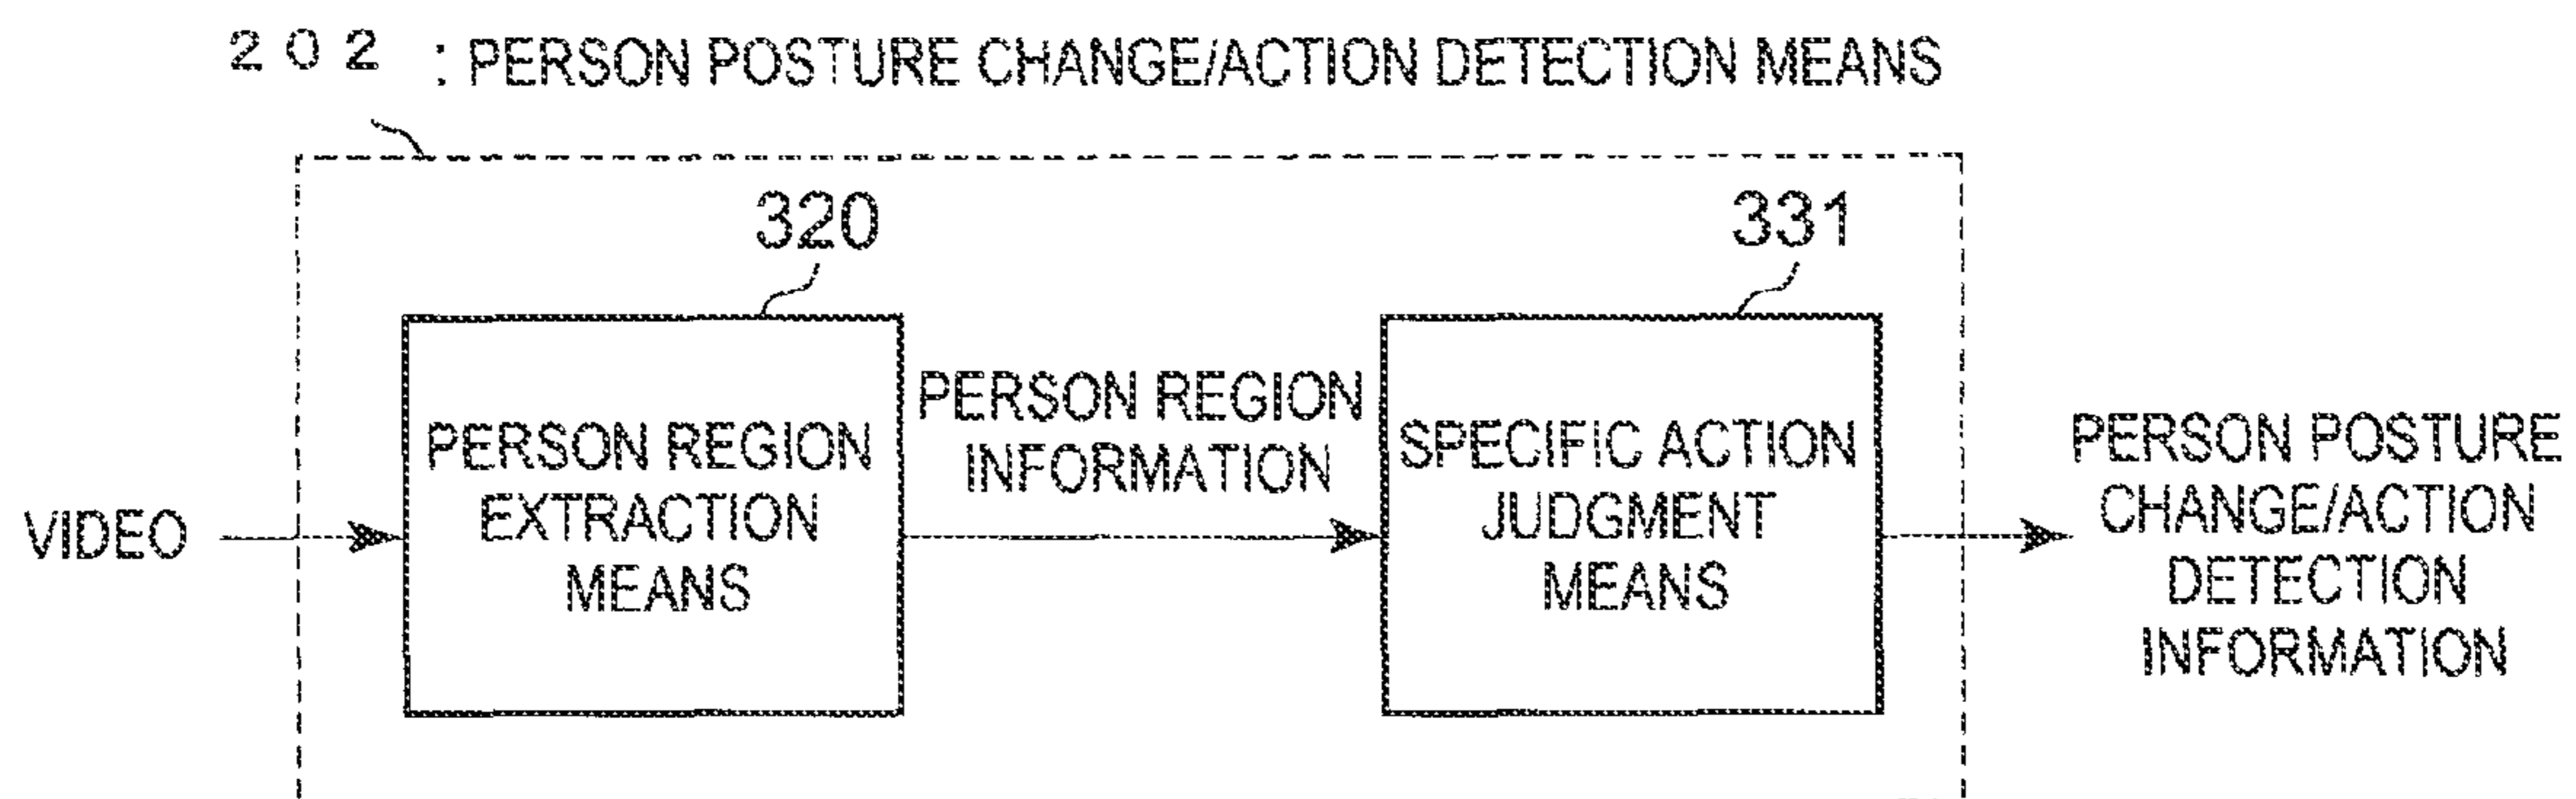 202 : PERSON POSTURE CHANGE/ACTION DETECTION MEANS
320
331
VIDEO
PERSON REGION
EXTRACTION
MEANS
PERSON REGION
INFORMATION
SPECIFIC ACTION
JUDGMENT
MEANS
PERSON POSTURE
CHANGE/ACTION
DETECTION
INFORMATION